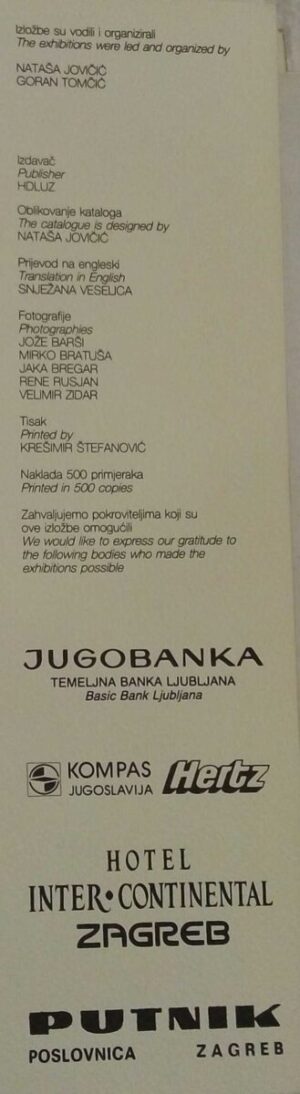 Izložbe su vodili i organizirali
The exhibitions were led and organized by
NATAŠA JOVIČIĆ
GORAN TOMČIĆ
Izdavač
Publisher
HDLUZ
Oblikovanje kataloga
The catalogue is designed by
NATAŠA JOVIČIĆ
Prijevod na engleski
Translation in English
SNJEŽANA VESELICA
Fotografije
Photographies
JOŽE BARŠI
MIRKO BRATUŠA
JAKA BREGAR
RENE RUSJAN
VELIMIR ZIDAR
Tisak
Printed by
KREŠIMIR ŠTEFANOVIĆ
Naklada 500 primjeraka
Printed in 500 copies
Zahvaljujemo pokroviteljima koji su
ove izložbe omogućili
We would like to express our gratitude to
the following bodies who made the
exhibitions possible
JUGOBANKA
TEMELJNA BANKA LJUBLJANA
Basic Bank Ljubljana
KOMPAS Hertz
JUGOSLAVIJA
HOTEL
INTER•CONTINENTAL
ZAGREB
PUTNIK
POSLOVNICA ZAGREB